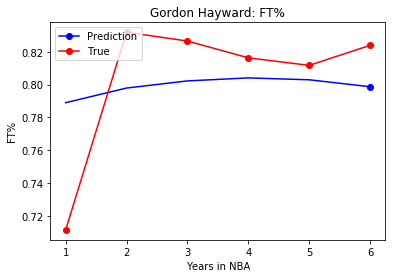 Gordon Hayward: FT%
Prediction
True
FT%
0.82
0.80
0.78
0.76
0.74
0.72
1 2 3 4 5 6
Years in NBA